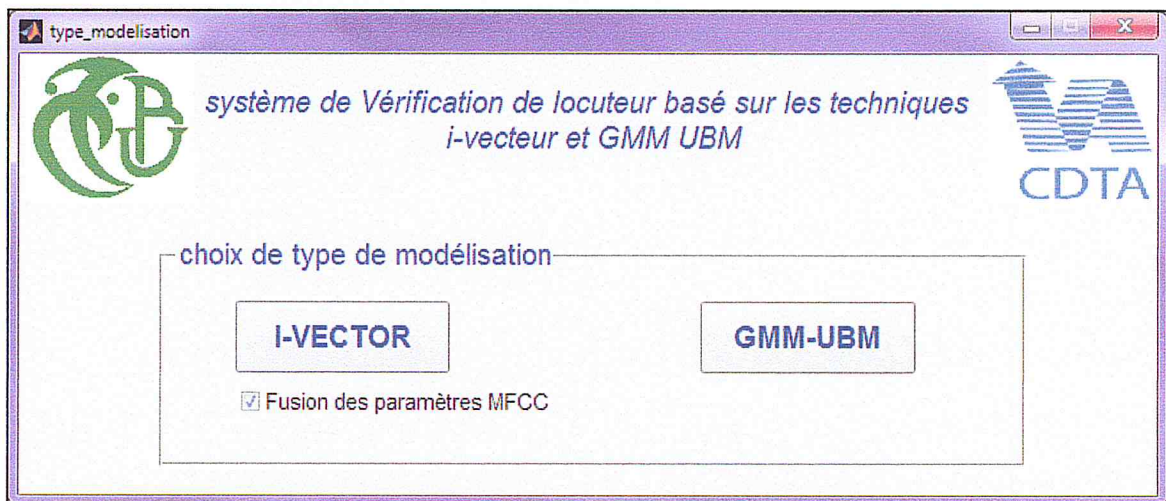 type_modelisation
système de Vérification de locuteur basé sur les techniques
i-vecteur et GMM UBM
CDTA
choix de type de modélisation
I-VECTOR
GMM-UBM
Fusion des paramètres MFCC